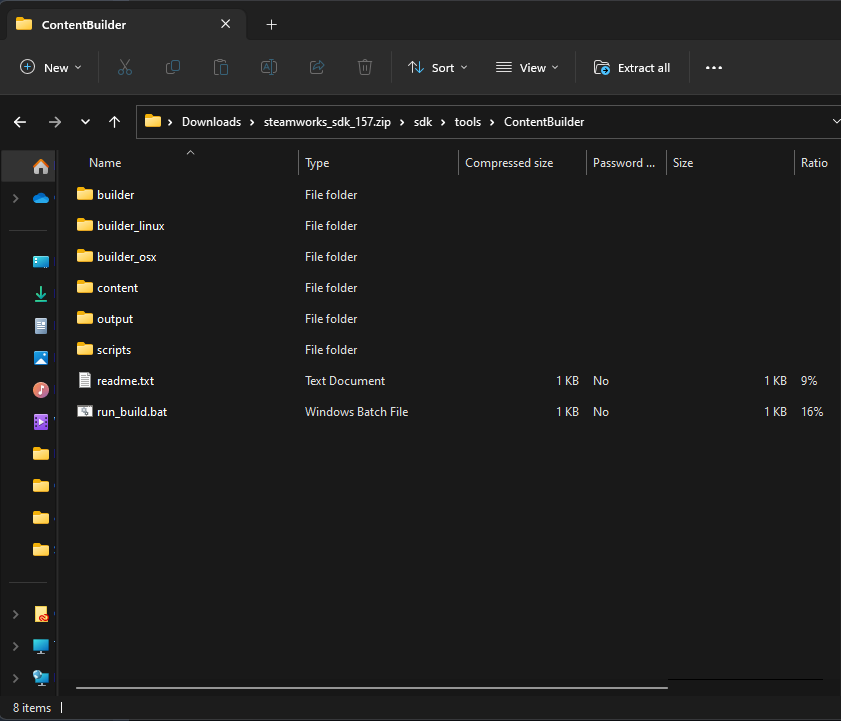 ContentBuilder
New
Sort
View
Extract all
Downloads > steamworks_sdk_157.zip > sdk > tools > ContentBuilder
Name Type Compressed size Password ... Size Ratio
builder File folder
builder_linux File folder
builder_osx File folder
content File folder
output File folder
scripts File folder
readme.txt Text Document 1 KB No 1 KB 9%
run_build.bat Windows Batch File 1 KB No 1 KB 16%
8 items